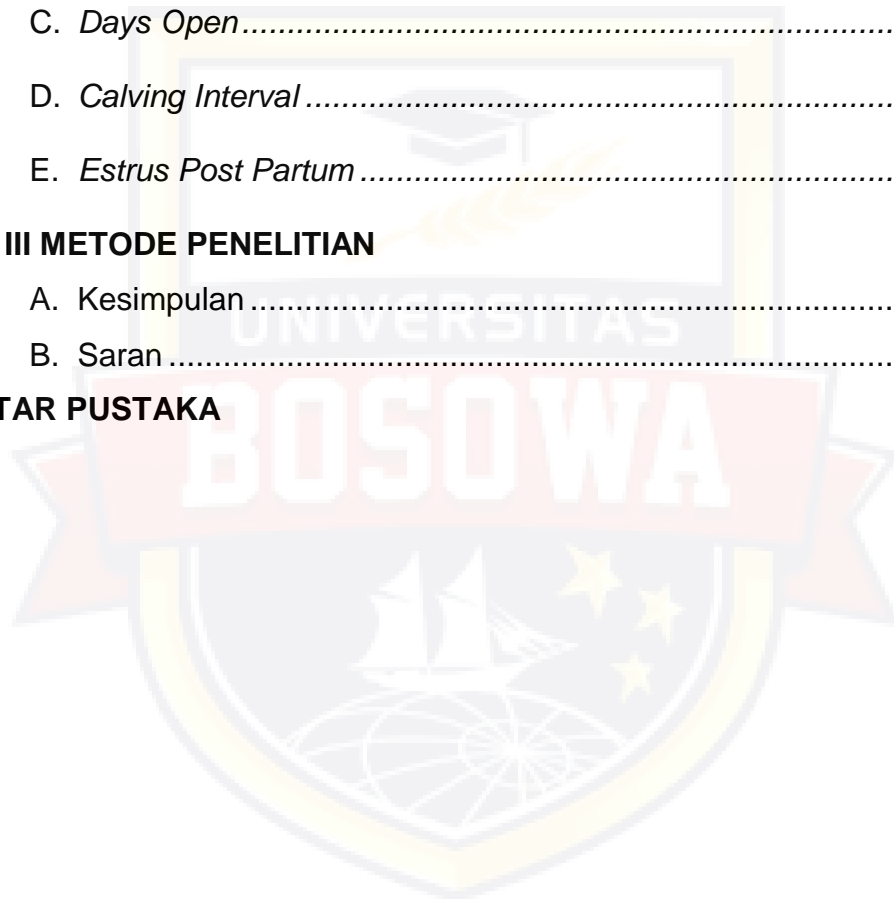 C. Days Open........................................................................
D. Calving Interval ..................................................................
E. Estrus Post Partum ............................................................
III METODE PENELITIAN
A. Kesimpulan ........................................................................
B. Saran .................................................................................
TAR PUSTAKA
UNIVERSITAS
BOSOWA